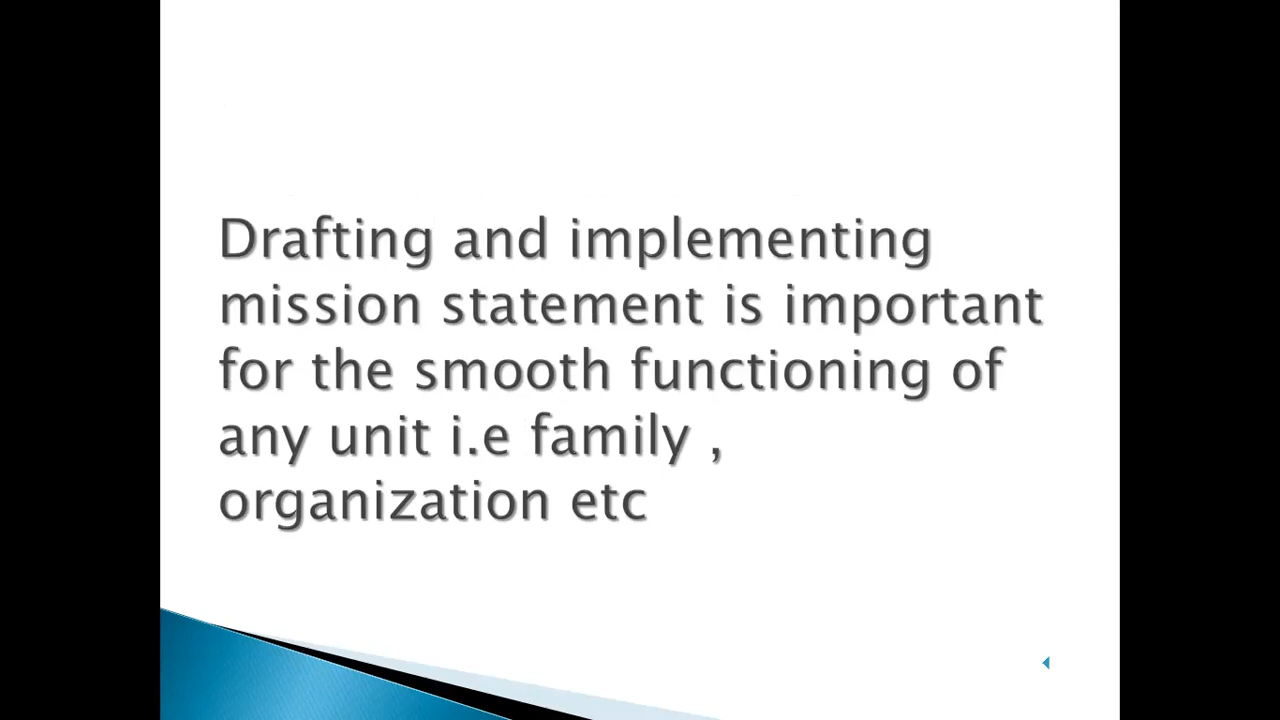 Drafting and implementing
mission statement is important
for the smooth functioning of
any unit i.e family ,
organization etc